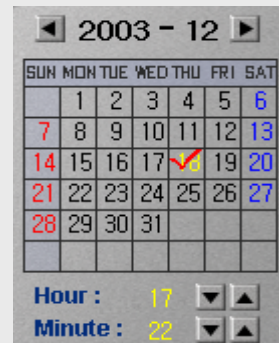 2003 - 12
SUN MON TUE WED THU FRI SAT
1 2 3 4 5 6
7 8 9 10 11 12 13
14 15 16 17 18 19 20
21 22 23 24 25 26 27
28 29 30 31
Hour : 17
Minute : 22